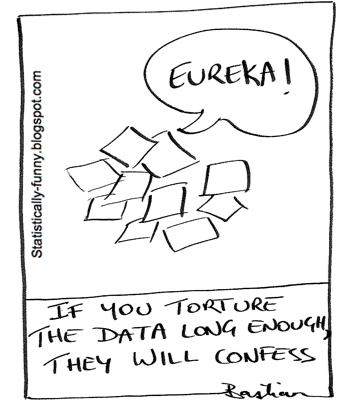 Statistically-funny.blogspot.com
EUREKA!
IF YOU TORTURE
THE DATA LONG ENOUGH,
THEY WILL CONFESS
Bastian